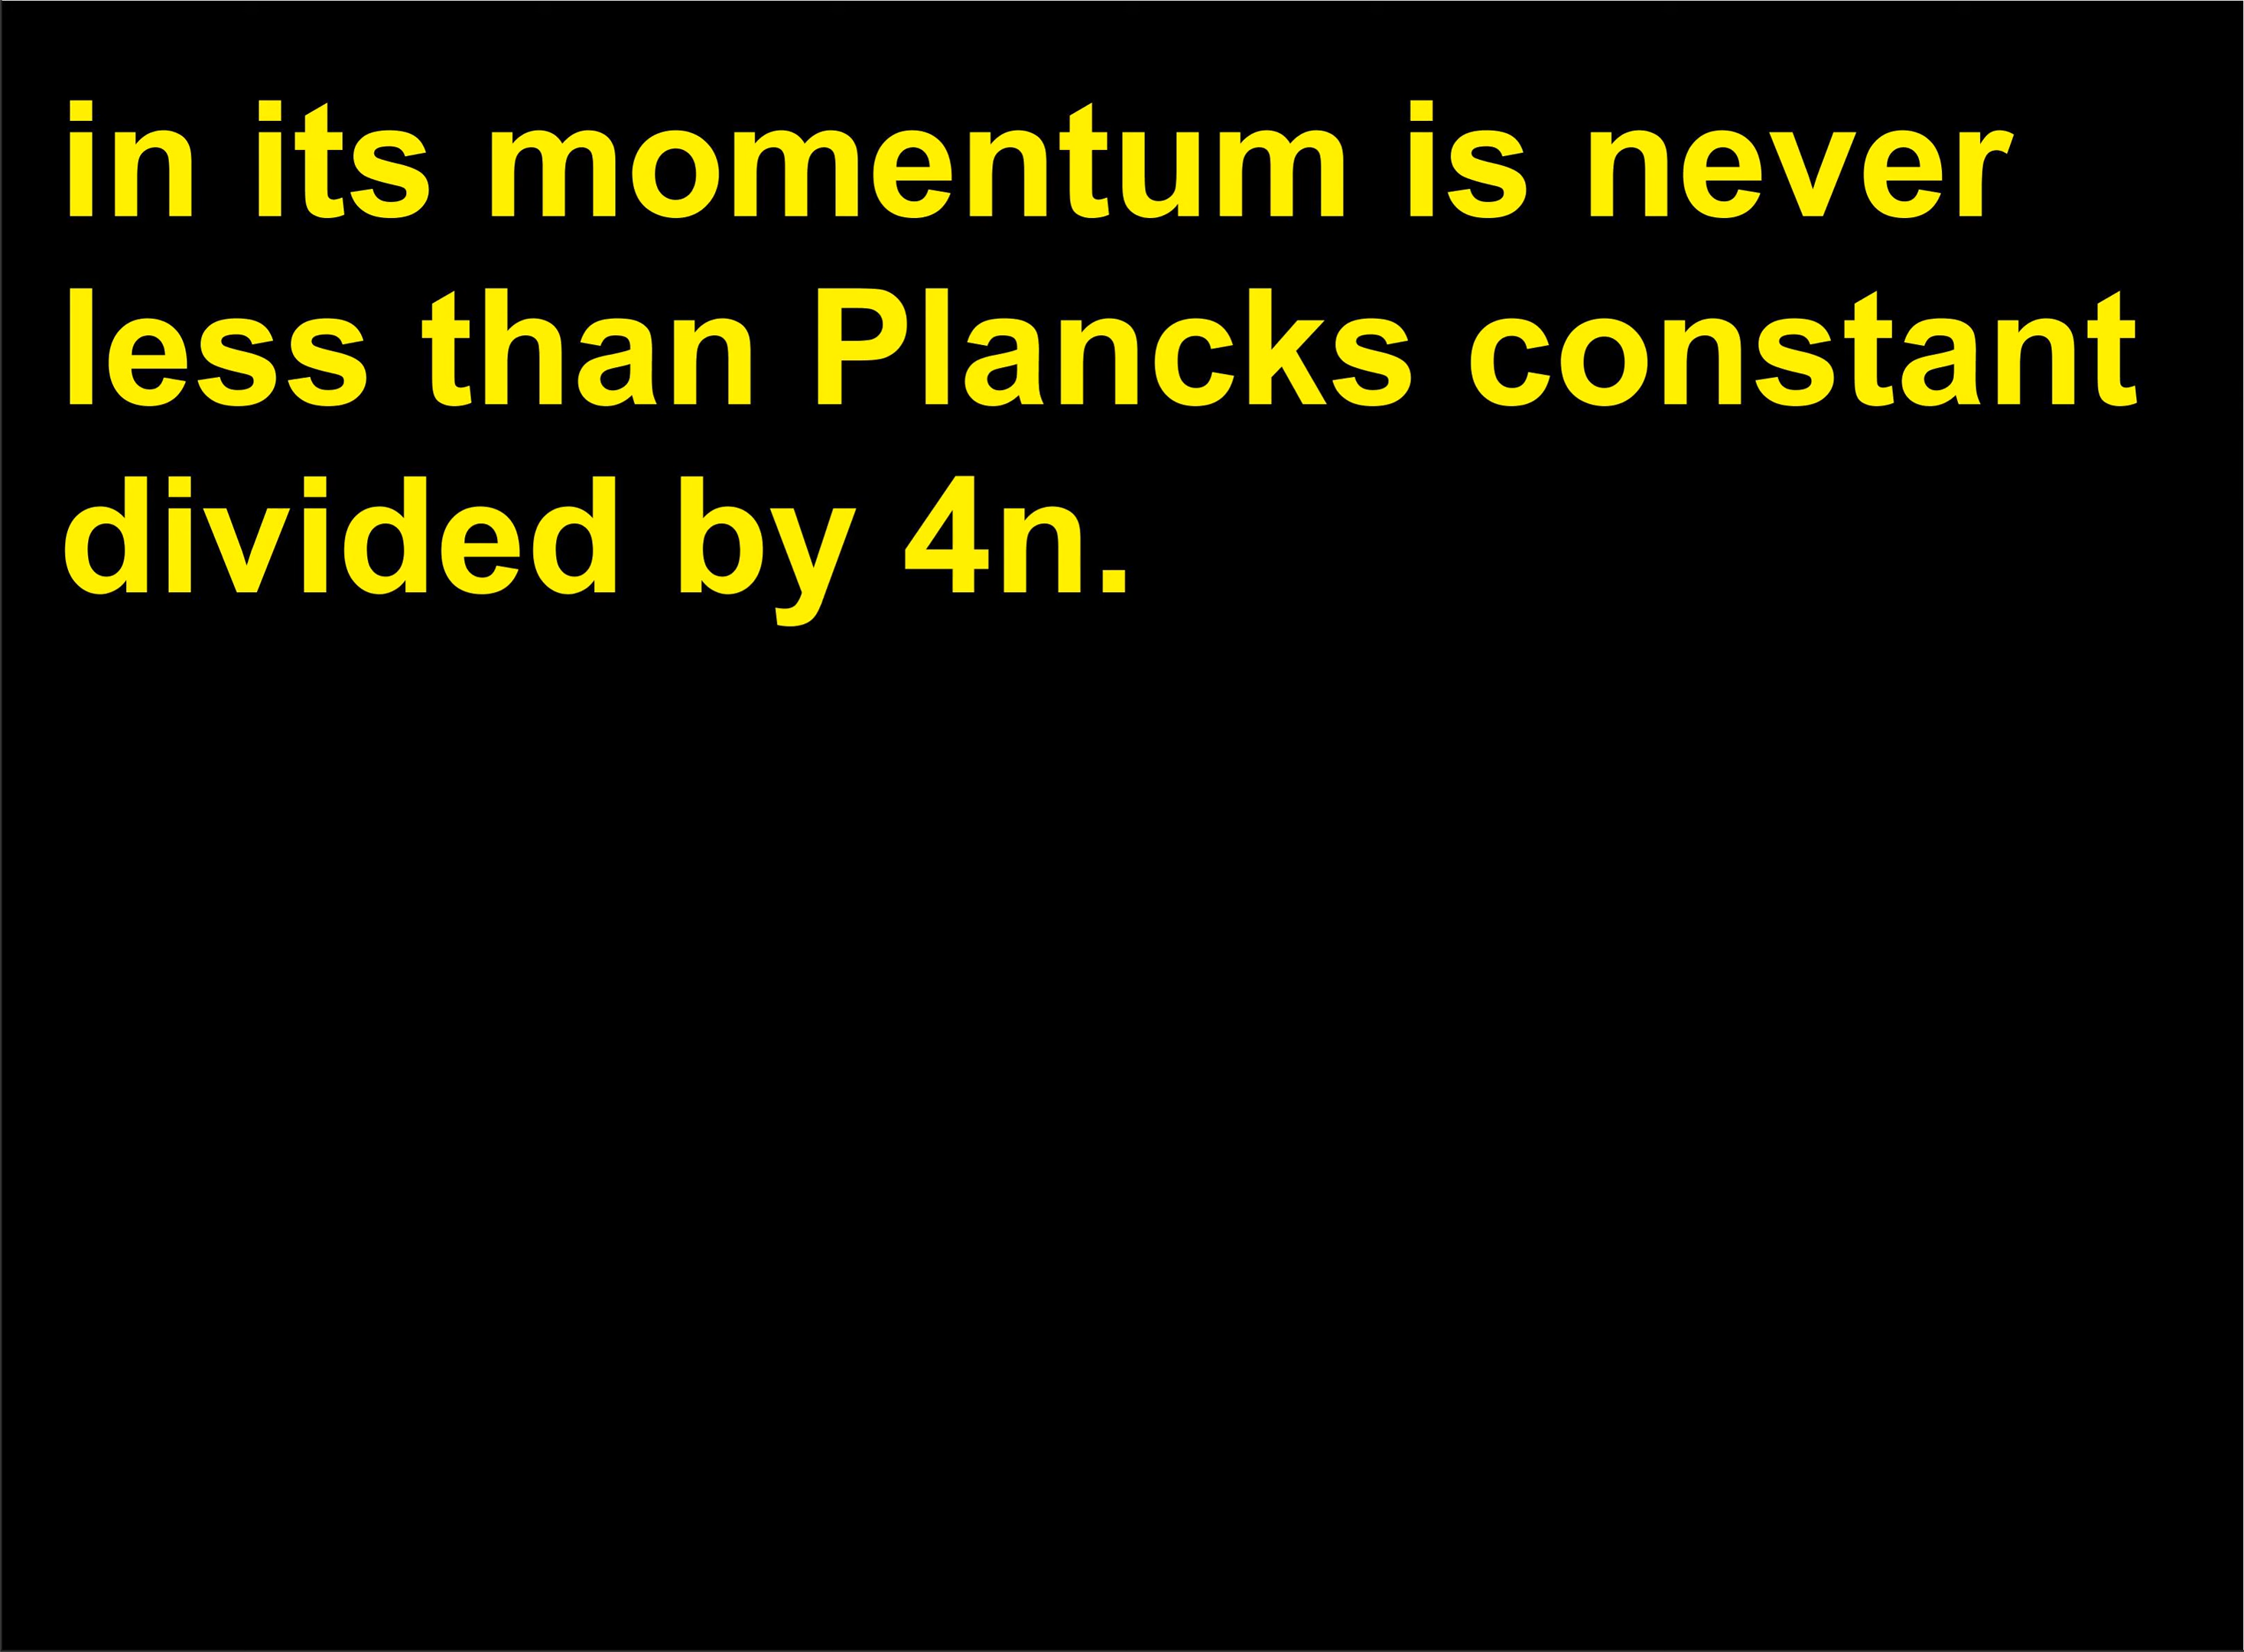 in its momentum is never
less than Plancks constant
divided by 4n.